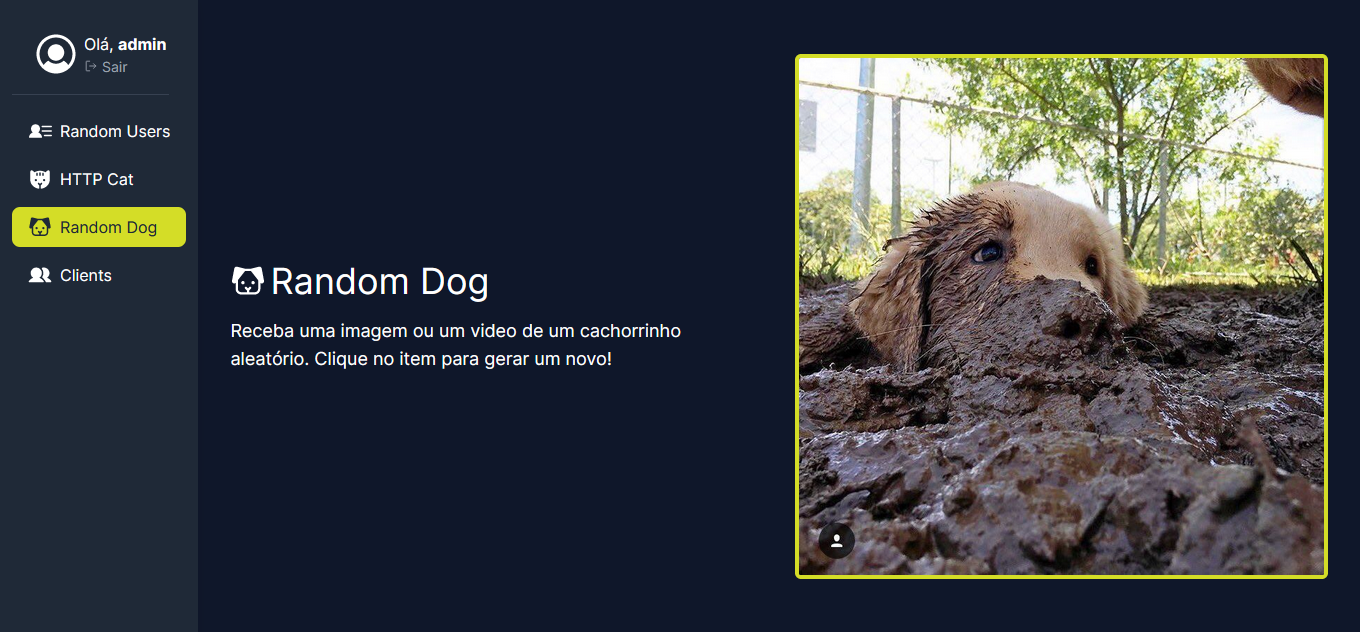 Olá, admin
Sair
Random Users
HTTP Cat
Random Dog
Clients
Random Dog
Receba uma imagem ou um video de um cachorrinho
aleatório. Clique no item para gerar um novo!